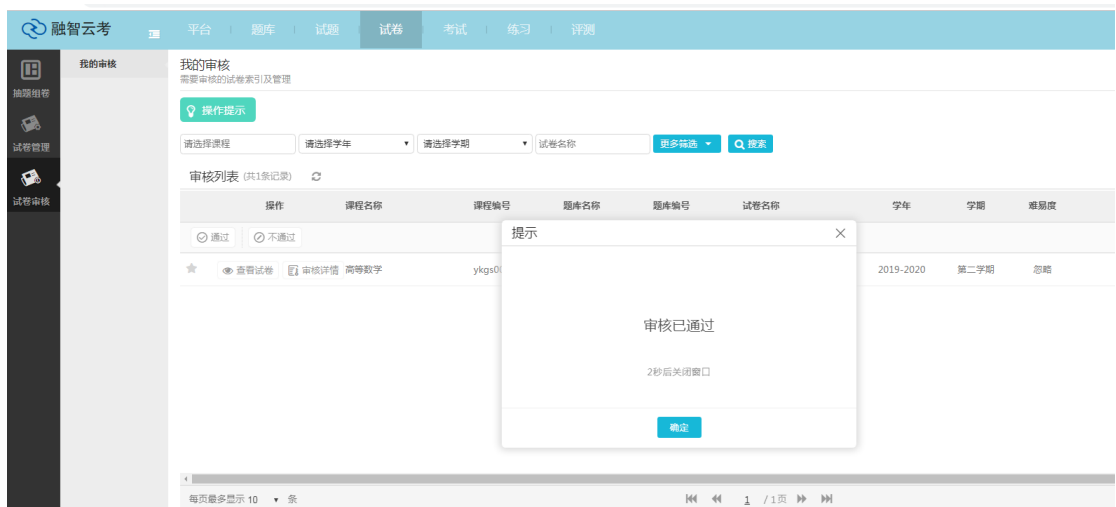 融智云考
平台 题库 试题 试卷 考试 练习 评测
抽题组卷
试卷管理
试卷审核
我的审核
我的审核
需要审核的试卷索引及管理
操作提示
请选择课程 请选择学年 请选择学期 试卷名称 更多筛选 搜索
审核列表 (共1条记录)
操作 课程名称 课程编号 题库名称 题库编号 试卷名称 学年 学期 难易度
通过 不通过
查看试卷 审核详情 高等数学 2019-2020 第二学期 忽略
提示
审核已通过
2秒后关闭窗口
确定
每页最多显示 10 条 1 /1页